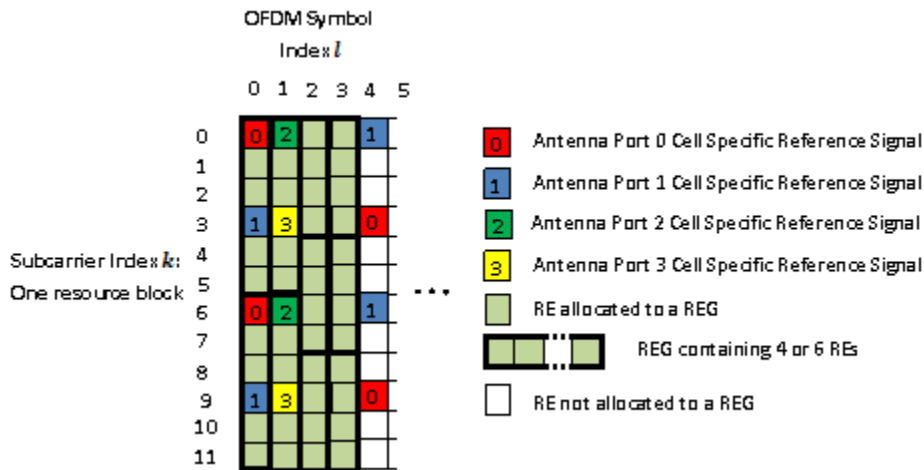 OFDM Symbol
Index l
0 1 2 3 4 5
0 0 2 1
1
2
3 1 3 0
4
Subcarrier Index k:
5
One resource block
6 0 2 1
7
8
9 1 3 0
10
11
...
0 Antenna Port 0 Cell Specific Reference Signal
1 Antenna Port 1 Cell Specific Reference Signal
2 Antenna Port 2 Cell Specific Reference Signal
3 Antenna Port 3 Cell Specific Reference Signal
RE allocated to a REG
REG containing 4 or 6 REs
RE not allocated to a REG